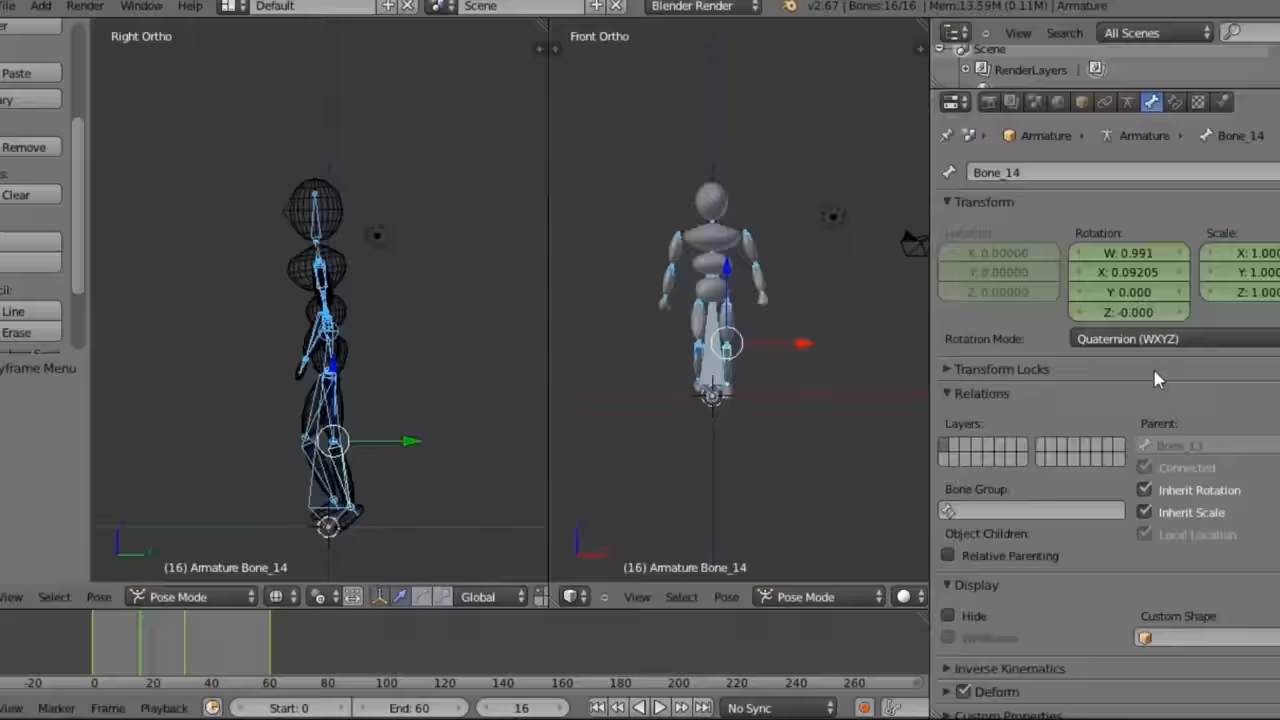 File Add Render Window Help Default Scene Blender Render v2.67 | Bones:16/16 | Mem:13.59M (0.11M) | Armature
Right Ortho
Front Ortho
View Search All Scenes
Scene
RenderLayers |
Paste
Remove
Clear
Line
Erase
Keyframe Menu
Armature Armature Bone_14
Bone_14
Transform
Rotation: Scale:
X: 0.00000 W: 0.991 X: 1.000
Y: 0.00000 X: 0.09205 Y: 1.000
Z: 0.00000 Y: 0.000 Z: 1.000
Z: -0.000
Rotation Mode: Quaternion (WXYZ)
Transform Locks
Relations
Layers: Parent:
Bone_13
Connected
Bone Group: Inherit Rotation
Inherit Scale
Object Children: Local Location
Relative Parenting
Display
Hide Custom Shape:
Wireframe
Inverse Kinematics
Deform
Custom Properties
(16) Armature Bone_14
(16) Armature Bone_14
View Select Pose Pose Mode Global
View Select Pose Pose Mode
-20 0 20 40 60 80 100 120 140 160 180 200 220 240 260
View Marker Frame Playback Start: 0 End: 60 16 No Sync